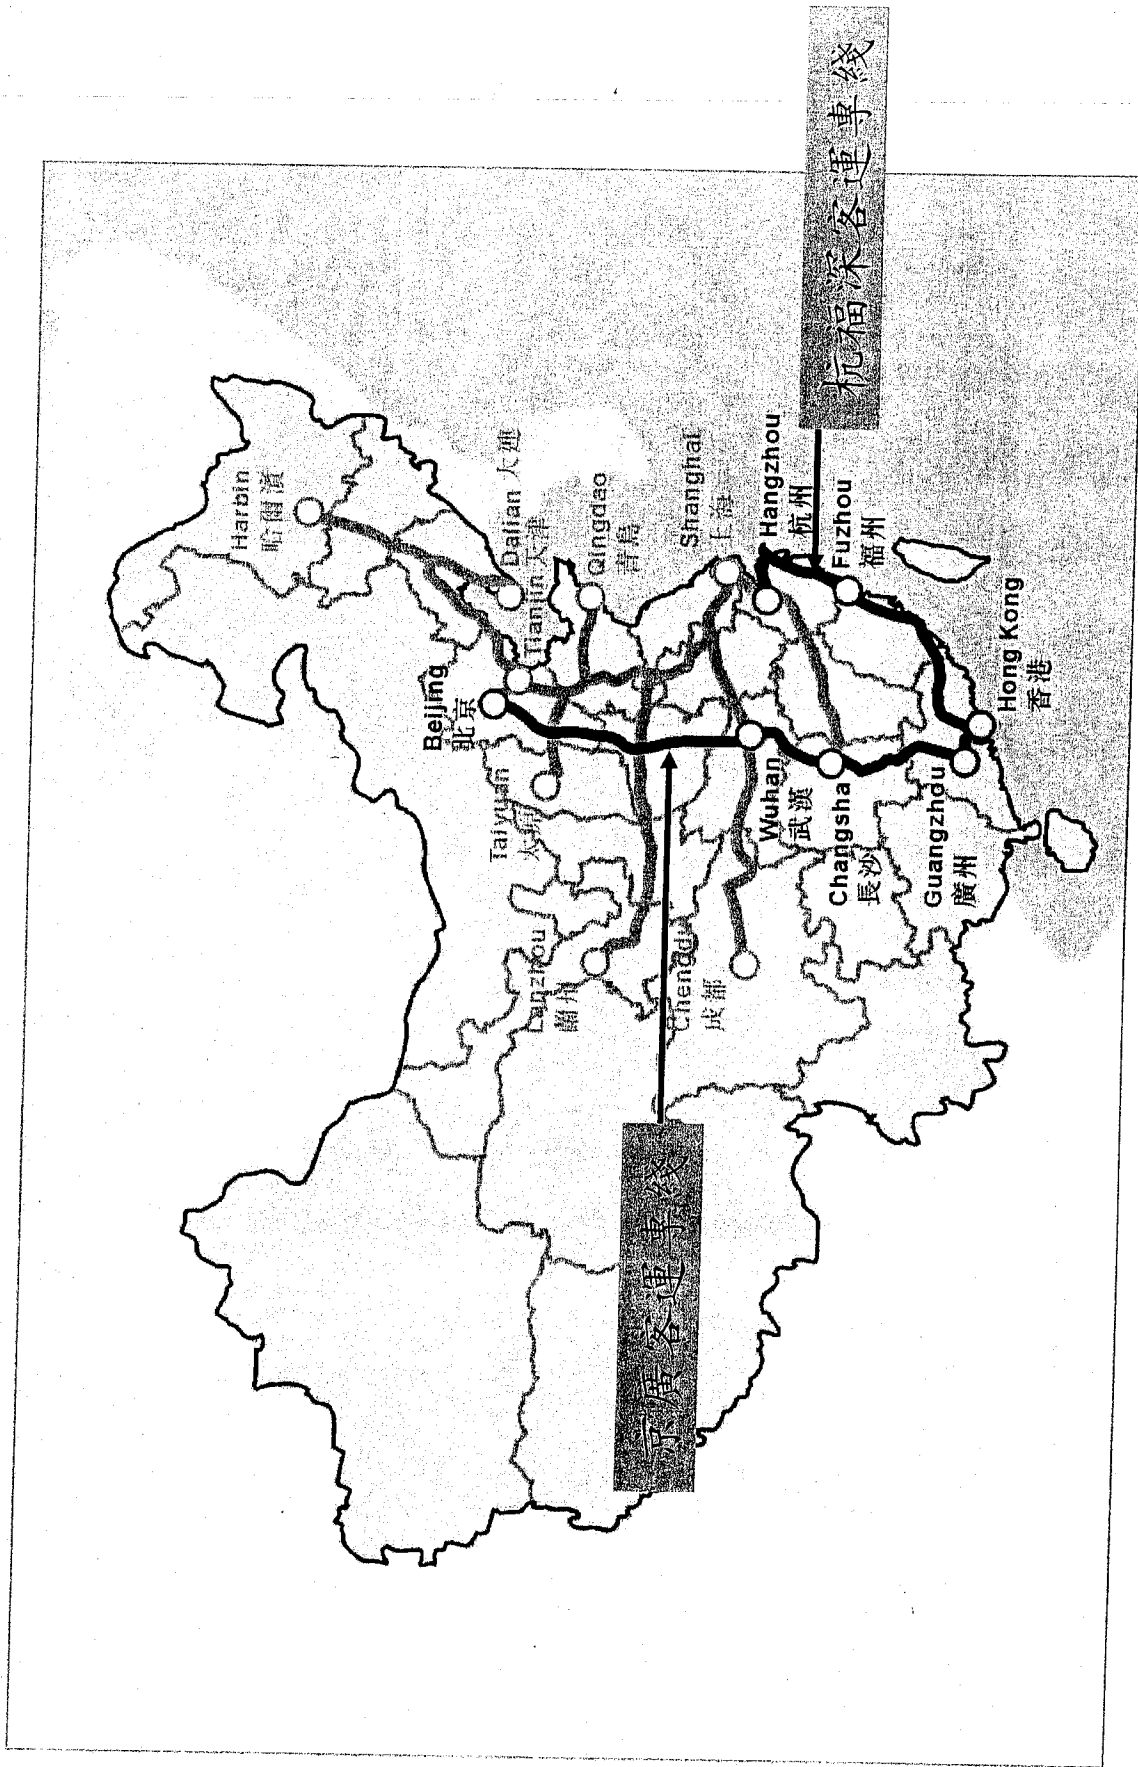 杭福深客運專綫
京廣客運專綫
Harbin
哈爾濱
Dalian 大連
Tianjin 天津
Qingdao
青島
Shanghai
上海
Hangzhou
杭州
Fuzhou
福州
Hong Kong
香港
Beijing
北京
Taiyuan
太原
Wuhan
武漢
Changsha
長沙
Guangzhou
廣州
Lanzhou
蘭州
Chengdu
成都